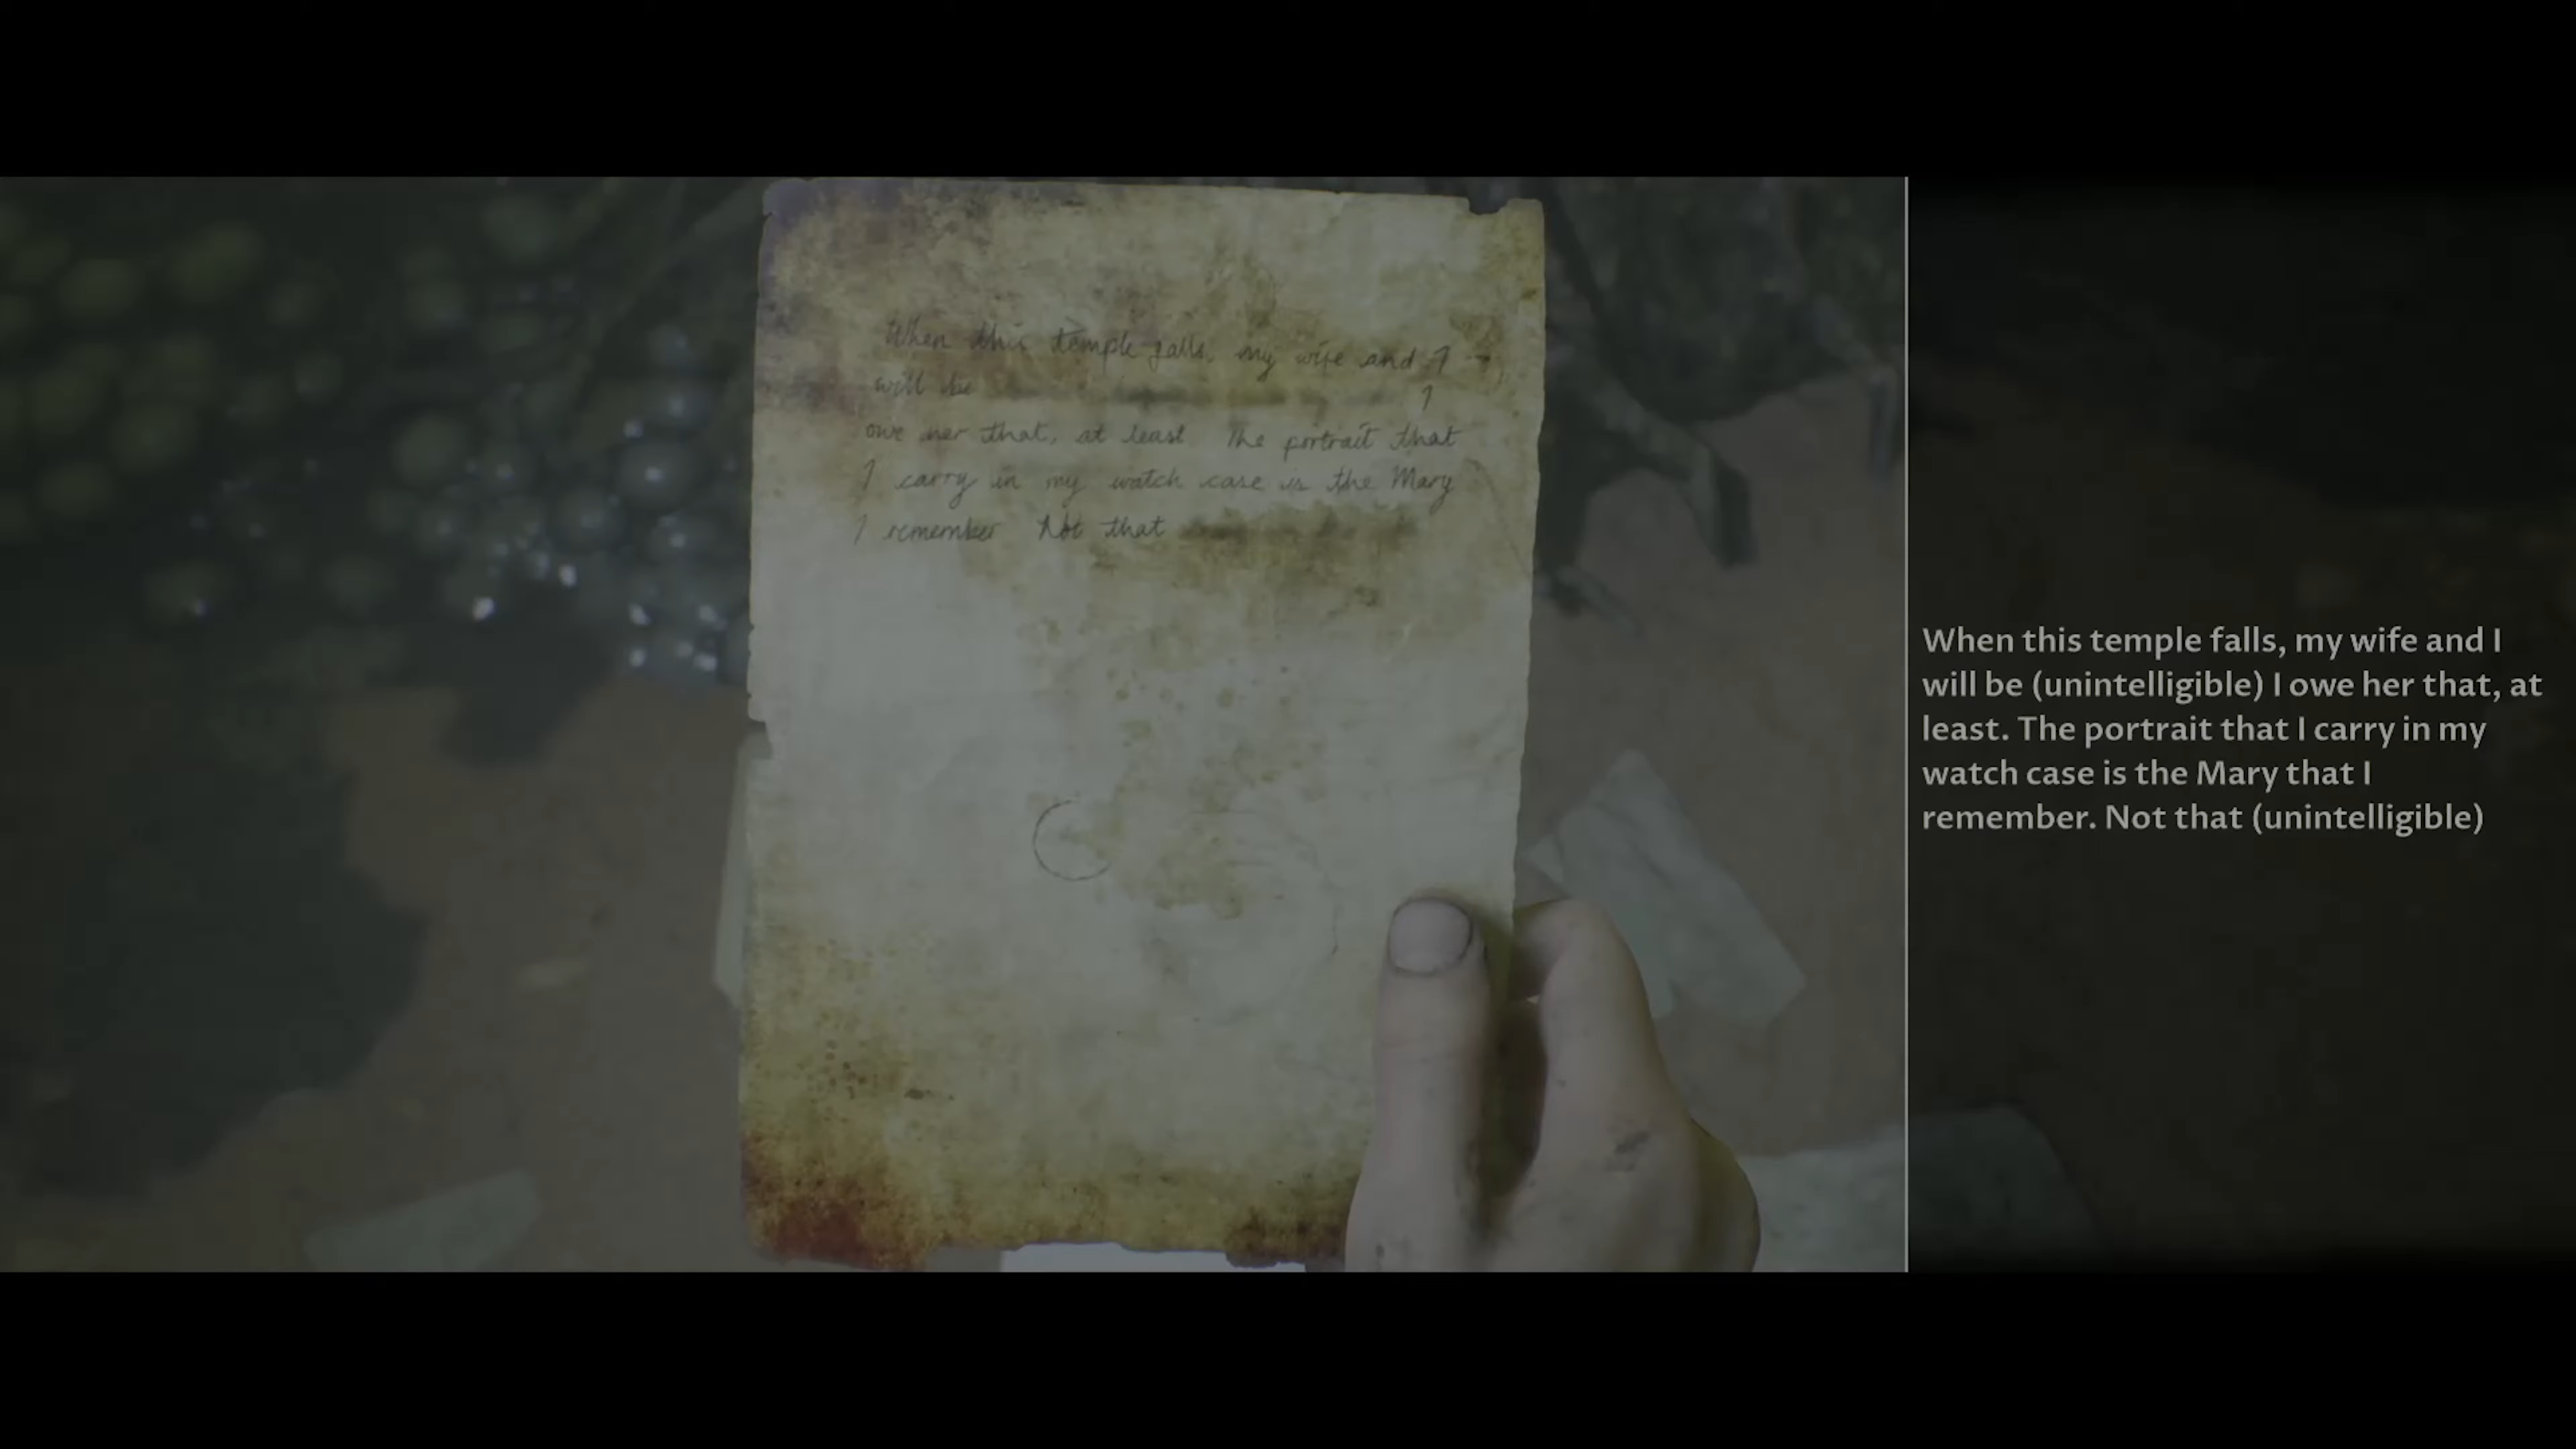 When this temple falls, my wife and I
will be
I
owe her that, at least. The portrait that
I carry in my watch case is the Mary
I remember Not that
When this temple falls, my wife and I
will be (unintelligible) I owe her that, at
least. The portrait that I carry in my
watch case is the Mary that I
remember. Not that (unintelligible)